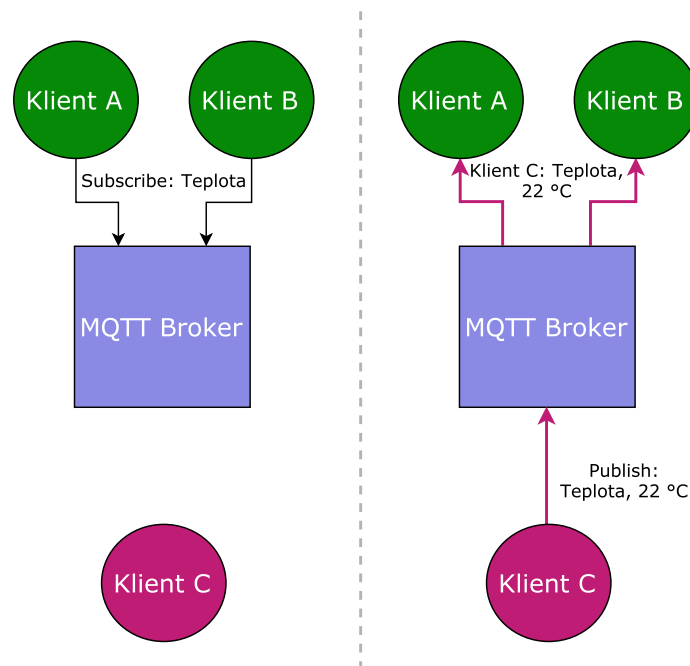 Klient A
Klient B
Subscribe: Teplota
MQTT Broker
Klient C
Klient A
Klient B
Klient C: Teplota,
22 °C
MQTT Broker
Publish:
Teplota, 22 °C
Klient C